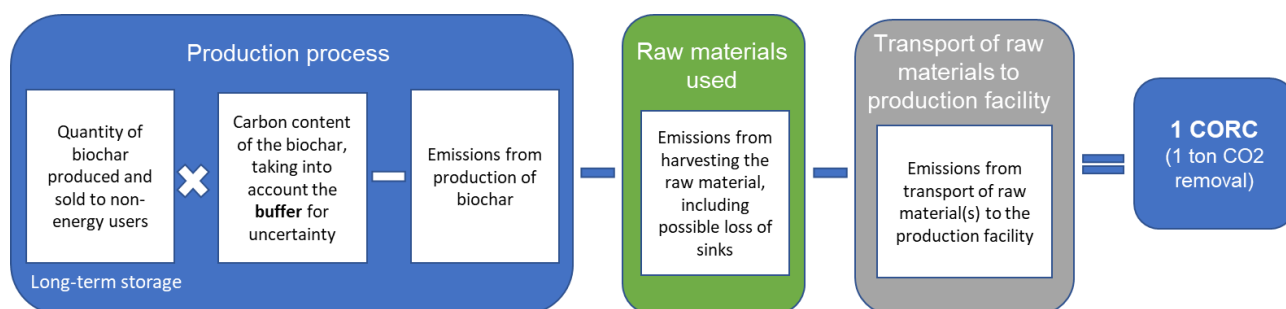 Production process
Quantity of
biochar
produced and
sold to non-
energy users
Carbon content
of the biochar,
taking into
account the
buffer for
uncertainty
Emissions from
production of
biochar
Long-term storage
Raw materials
used
Emissions from
harvesting the
raw material,
including
possible loss of
sinks
Transport of raw
materials to
production facility
Emissions from
transport of raw
material(s) to the
production facility
1 CORC
(1 ton CO2
removal)